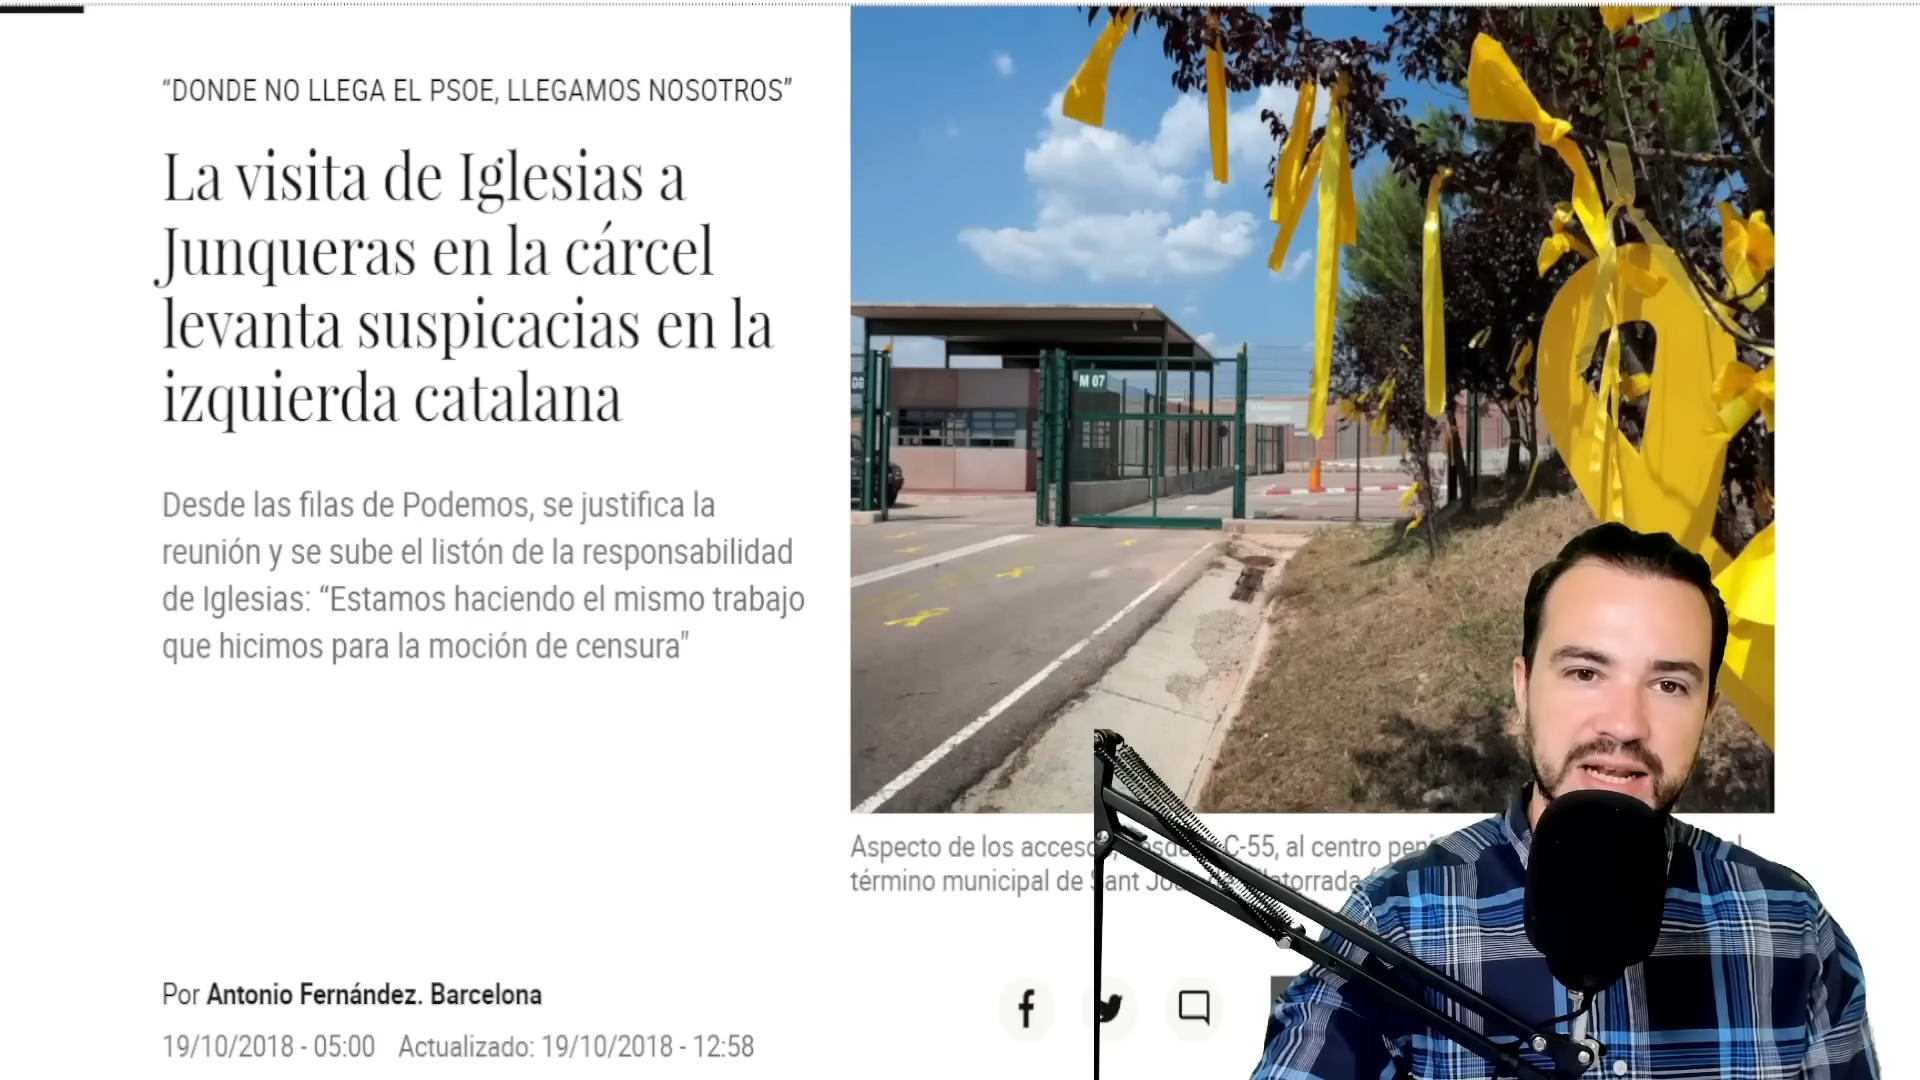 “DONDE NO LLEGA EL PSOE, LLEGAMOS NOSOTROS”
La visita de Iglesias a
Junqueras en la cárcel
levanta suspicacias en la
izquierda catalana
Desde las filas de Podemos, se justifica la
reunión y se sube el listón de la responsabilidad
de Iglesias: “Estamos haciendo el mismo trabajo
que hicimos para la moción de censura"
M 07
Aspecto de los C-55, al centro
término municipal de Sant
Por Antonio Fernández. Barcelona
19/10/2018 - 05:00 Actualizado: 19/10/2018 - 12:58